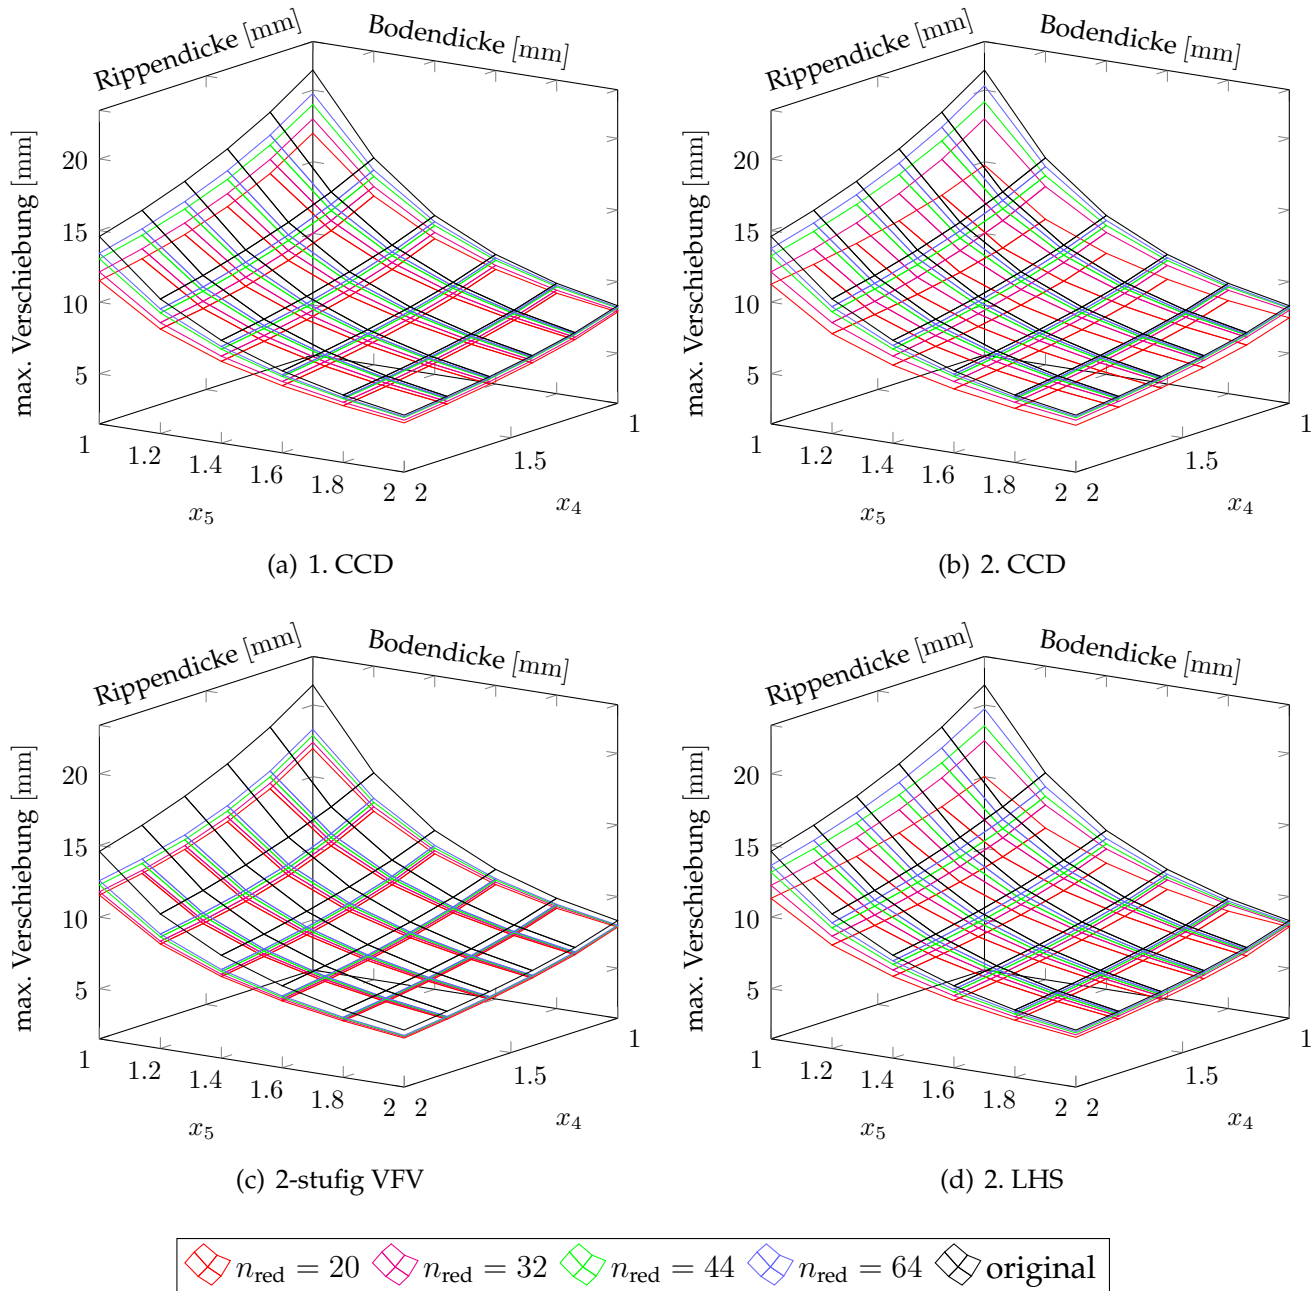 Rippendicke [mm]
Bodendicke [mm]
max. Verschiebung [mm]
20
15
10
5
1
1.2
1.4
1.6
1.8
2
2
1.5
1
x5
x4
(a) 1. CCD
Rippendicke [mm]
Bodendicke [mm]
max. Verschiebung [mm]
20
15
10
5
1
1.2
1.4
1.6
1.8
2
2
1.5
1
x5
x4
(b) 2. CCD
Rippendicke [mm]
Bodendicke [mm]
max. Verschiebung [mm]
20
15
10
5
1
1.2
1.4
1.6
1.8
2
2
1.5
1
x5
x4
(c) 2-stufig VFV
Rippendicke [mm]
Bodendicke [mm]
max. Verschiebung [mm]
20
15
10
5
1
1.2
1.4
1.6
1.8
2
2
1.5
1
x5
x4
(d) 2. LHS
nred = 20 nred = 32 nred = 44 nred = 64 original